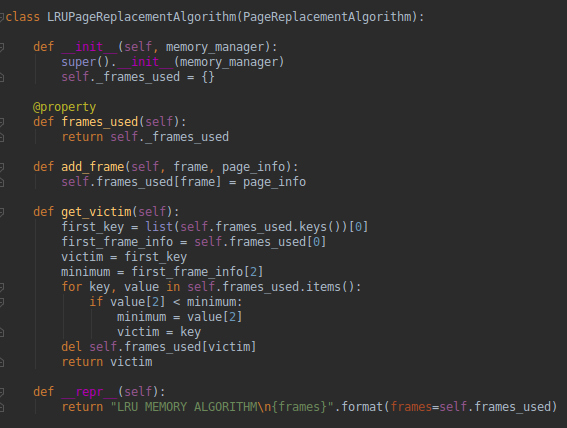 class LRUPageReplacementAlgorithm(PageReplacementAlgorithm):

    def __init__(self, memory_manager):
        super().__init__(memory_manager)
        self._frames_used = {}

    @property
    def frames_used(self):
        return self._frames_used

    def add_frame(self, frame, page_info):
        self.frames_used[frame] = page_info

    def get_victim(self):
        first_key = list(self.frames_used.keys())[0]
        first_frame_info = self.frames_used[0]
        victim = first_key
        minimum = first_frame_info[2]
        for key, value in self.frames_used.items():
            if value[2] < minimum:
                minimum = value[2]
                victim = key
        del self.frames_used[victim]
        return victim

    def __repr__(self):
        return "LRU MEMORY ALGORITHM\n{frames}".format(frames=self.frames_used)